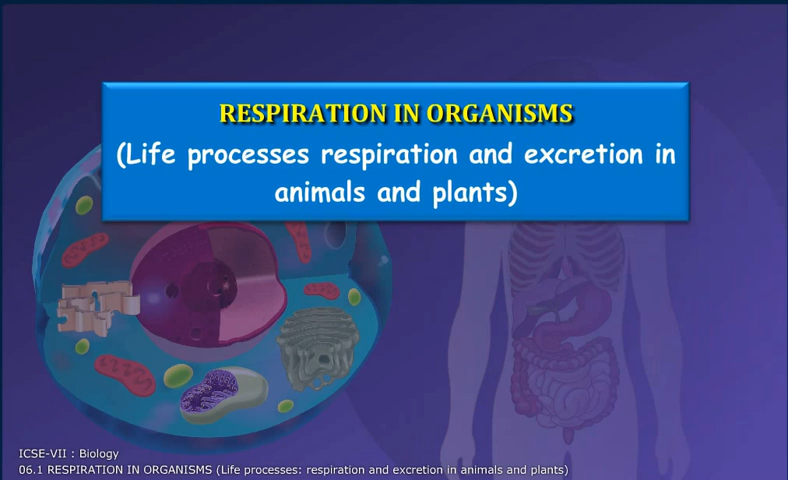 RESPIRATION IN ORGANISMS
(Life processes respiration and excretion in
animals and plants)
ICSE-VII : Biology
06.1 RESPIRATION IN ORGANISMS (Life processes: respiration and excretion in animals and plants)